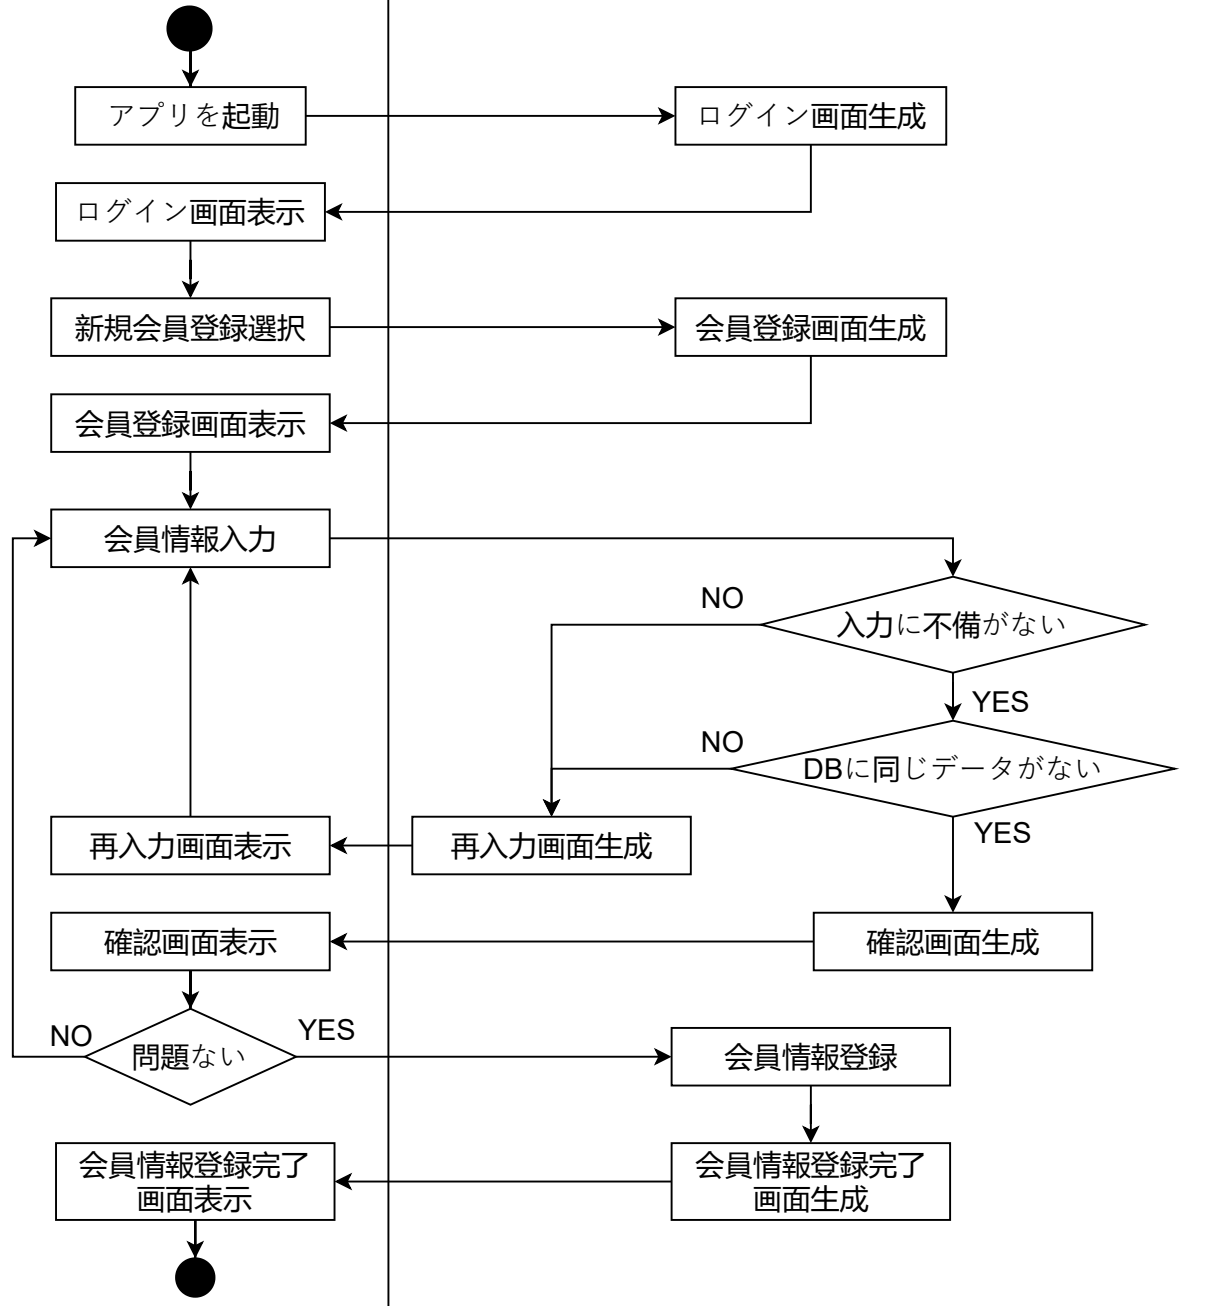 アプリを起動
ログイン画面生成
ログイン画面表示
新規会員登録選択
会員登録画面生成
会員登録画面表示
会員情報入力
NO
入力に不備がない
YES
NO
DBに同じデータがない
YES
再入力画面表示
再入力画面生成
確認画面表示
確認画面生成
NO
問題ない
YES
会員情報登録
会員情報登録完了
画面表示
会員情報登録完了
画面生成